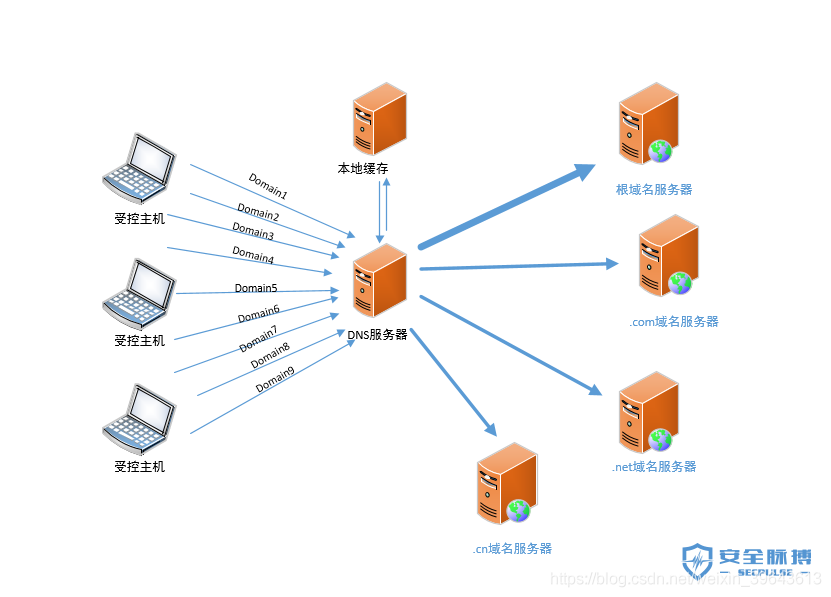 本地缓存
受控主机
Domain1
Domain2
Domain3
Domain4
受控主机
Domain5
Domain6
Domain7
Domain8
Domain9
受控主机
DNS服务器
根域名服务器
.com域名服务器
.net域名服务器
.cn域名服务器
安全脉搏
SECPULSE
https://blog.csdn.net/weixin_39643613